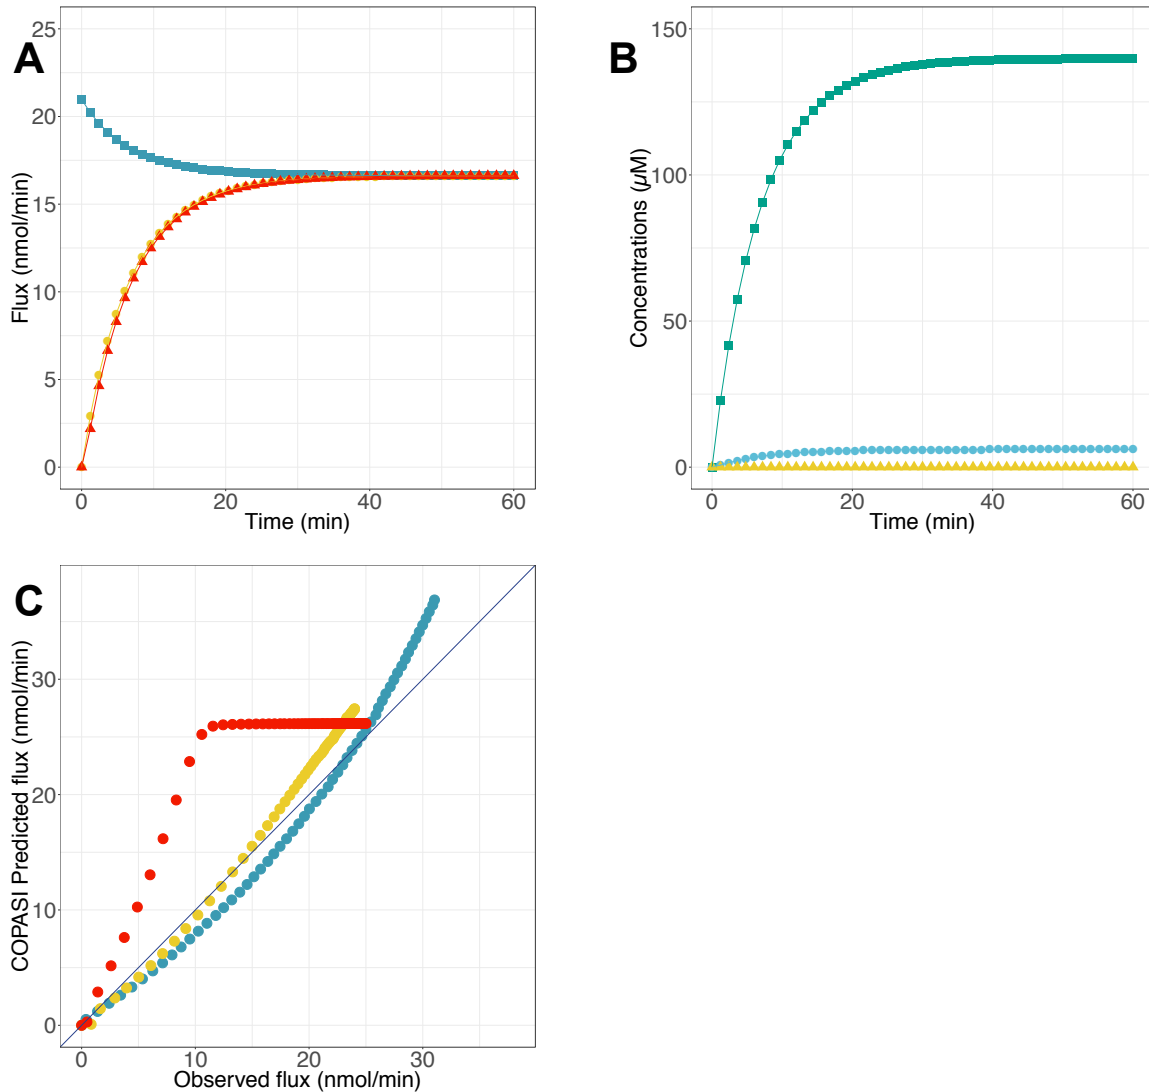 A
Flux (nmol/min)
25
20
15
10
5
0
0 20 40 60
Time (min)
B
Concentrations (µM)
150
100
50
0
0 20 40 60
Time (min)
C
COPASI Predicted flux (nmol/min)
30
20
10
0
0 10 20 30
Observed flux (nmol/min)